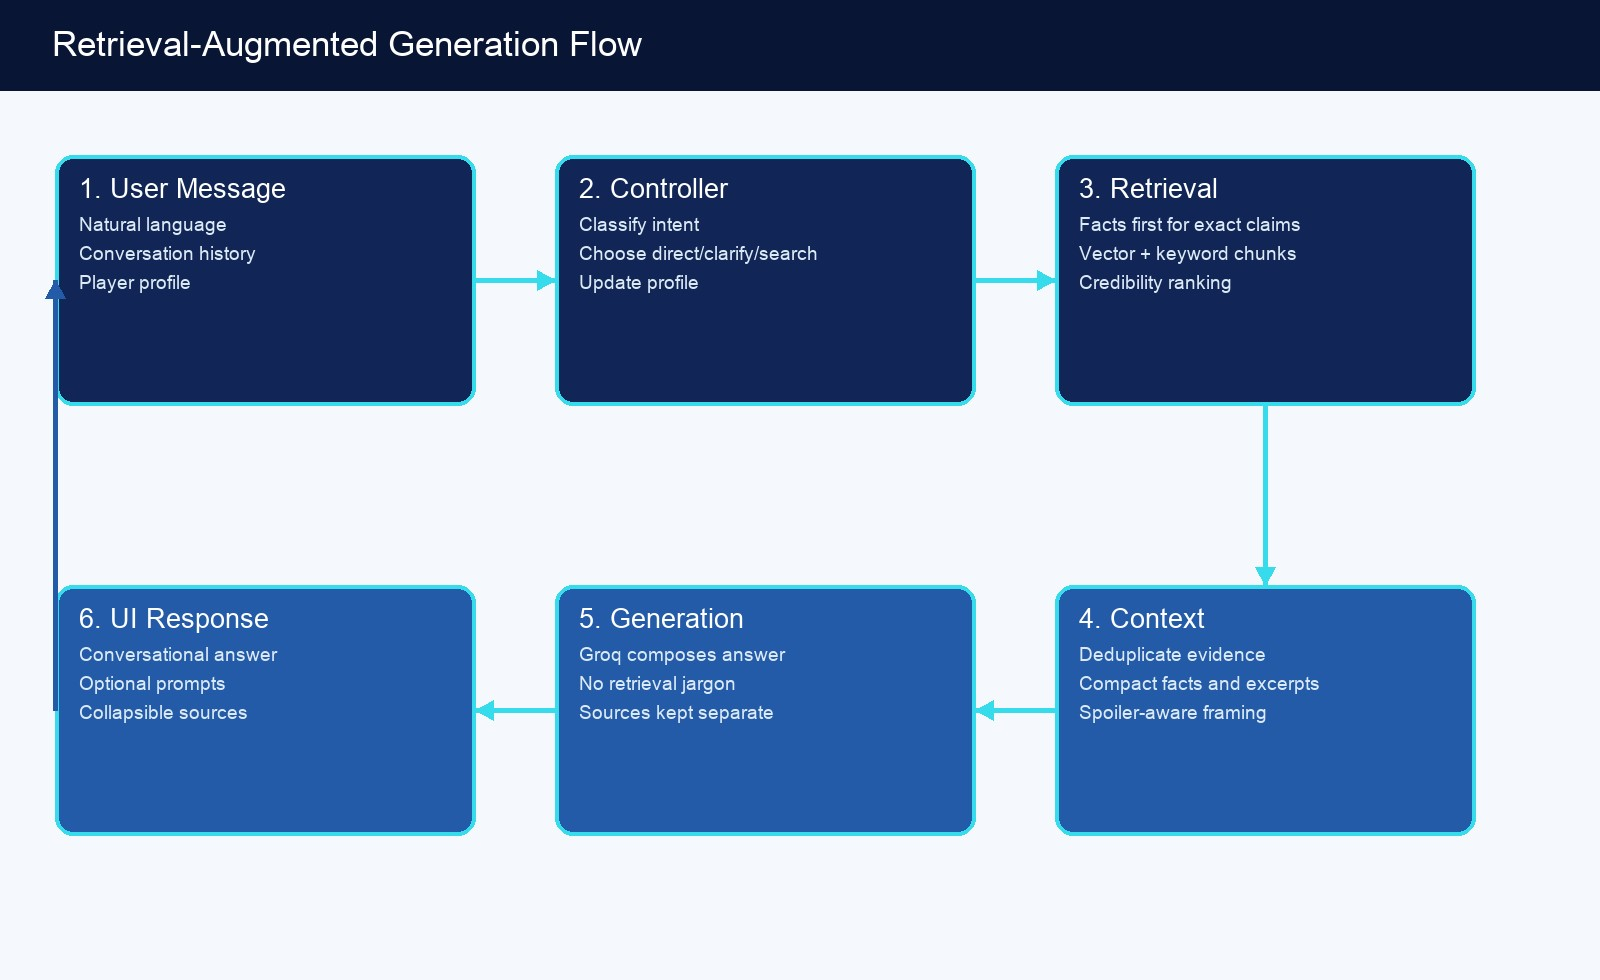 Retrieval-Augmented Generation Flow
1. User Message
Natural language
Conversation history
Player profile
2. Controller
Classify intent
Choose direct/clarify/search
Update profile
3. Retrieval
Facts first for exact claims
Vector + keyword chunks
Credibility ranking
4. Context
Deduplicate evidence
Compact facts and excerpts
Spoiler-aware framing
5. Generation
Groq composes answer
No retrieval jargon
Sources kept separate
6. UI Response
Conversational answer
Optional prompts
Collapsible sources